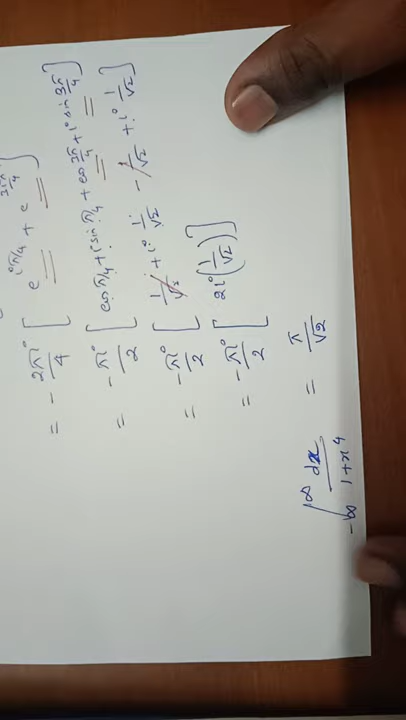 = - 2πi/4 [ e^{iπ/4} + e^{i3π/4} ]
= - πi/2 [ cos π/4 + i sin π/4 + cos 3π/4 + i sin 3π/4 ]
= - πi/2 [ 1/√2 + i 1/√2 - 1/√2 + i 1/√2 ]
= - πi/2 [ 2i (1/√2) ]
∫_{-∞}^{∞} dx/1+x^4 = π/√2